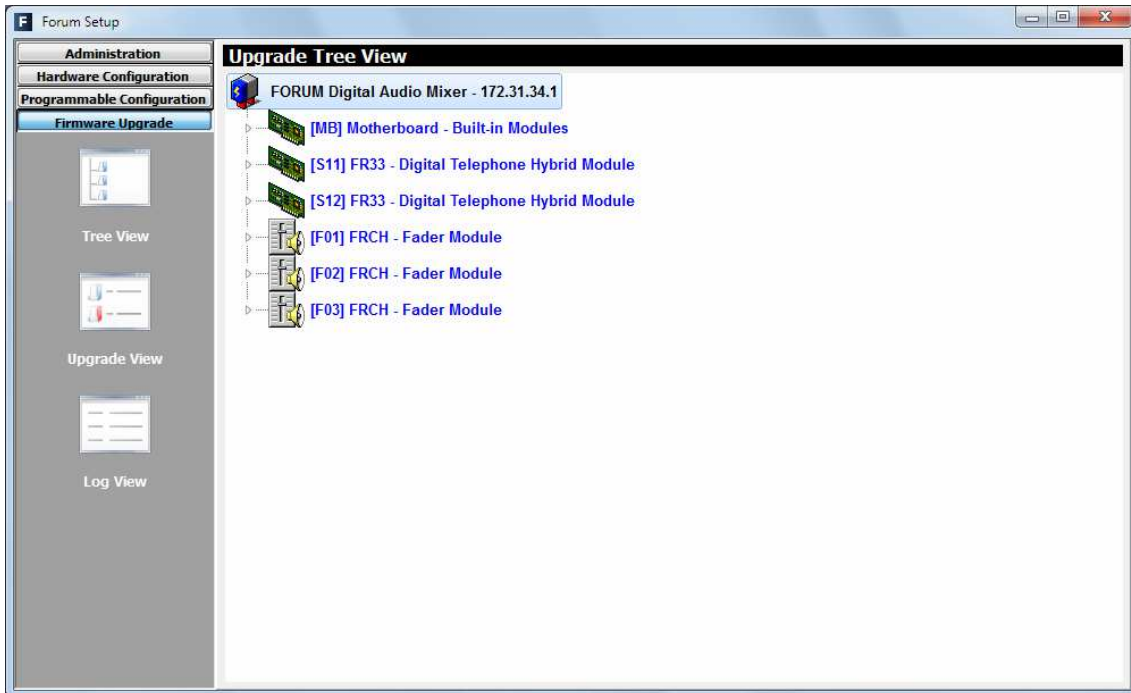 F Forum Setup
Administration
Hardware Configuration
Programmable Configuration
Firmware Upgrade
Tree View
Upgrade View
Log View
Upgrade Tree View
FORUM Digital Audio Mixer - 172.31.34.1
[MB] Motherboard - Built-in Modules
[S11] FR33 - Digital Telephone Hybrid Module
[S12] FR33 - Digital Telephone Hybrid Module
[F01] FRCH - Fader Module
[F02] FRCH - Fader Module
[F03] FRCH - Fader Module